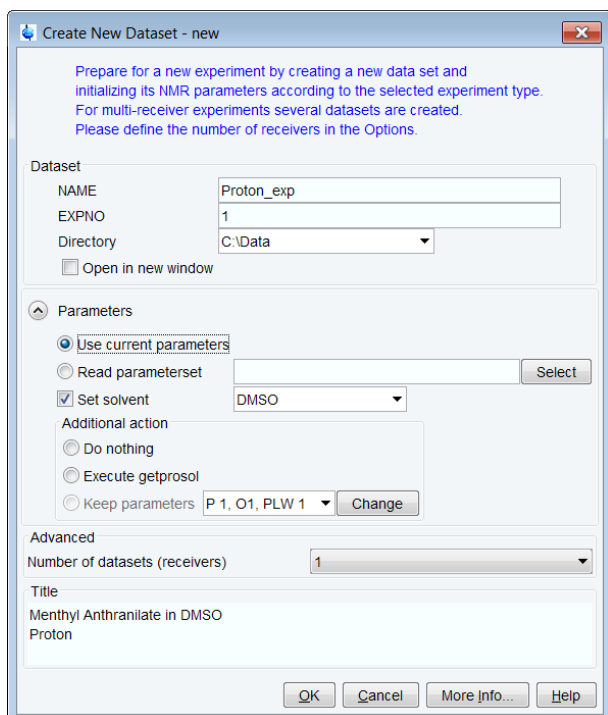 Create New Dataset - new
Prepare for a new experiment by creating a new data set and
initializing its NMR parameters according to the selected experiment type.
For multi-receiver experiments several datasets are created.
Please define the number of receivers in the Options.
Dataset
NAME Proton_exp
EXPNO 1
Directory C:\Data
Open in new window
Parameters
Use current parameters
Read parameterset Select
Set solvent DMSO
Additional action
Do nothing
Execute getprosol
Keep parameters P 1, O1, PLW 1 Change
Advanced
Number of datasets (receivers) 1
Title
Menthyl Anthranilate in DMSO
Proton
OK Cancel More Info... Help